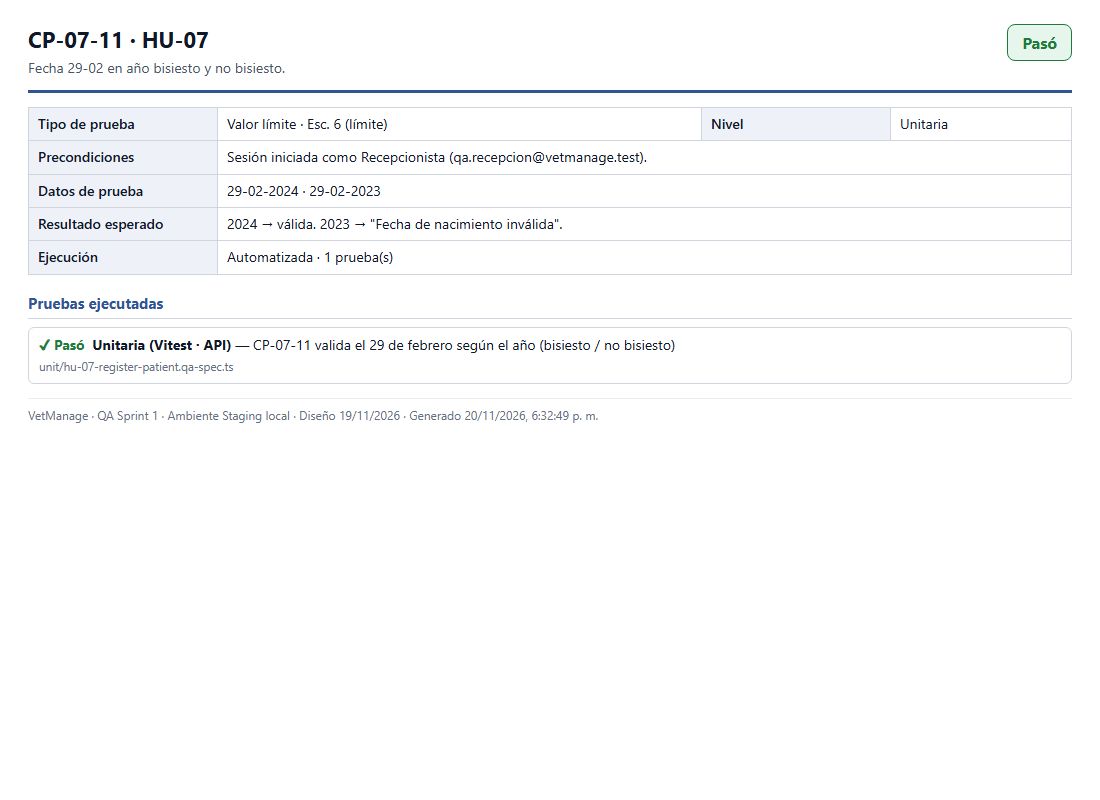 CP-07-11 · HU-07
Pasó
Fecha 29-02 en año bisiesto y no bisiesto.
Tipo de prueba Valor límite · Esc. 6 (límite) Nivel Unitaria
Precondiciones Sesión iniciada como Recepcionista (qa.recepcion@vetmanage.test).
Datos de prueba 29-02-2024 · 29-02-2023
Resultado esperado 2024 → válida. 2023 → "Fecha de nacimiento inválida".
Ejecución Automatizada · 1 prueba(s)
Pruebas ejecutadas
✓ Pasó Unitaria (Vitest · API) — CP-07-11 valida el 29 de febrero según el año (bisiesto / no bisiesto)
unit/hu-07-register-patient.qa-spec.ts
VetManage · QA Sprint 1 · Ambiente Staging local · Diseño 19/11/2026 · Generado 20/11/2026, 6:32:49 p. m.